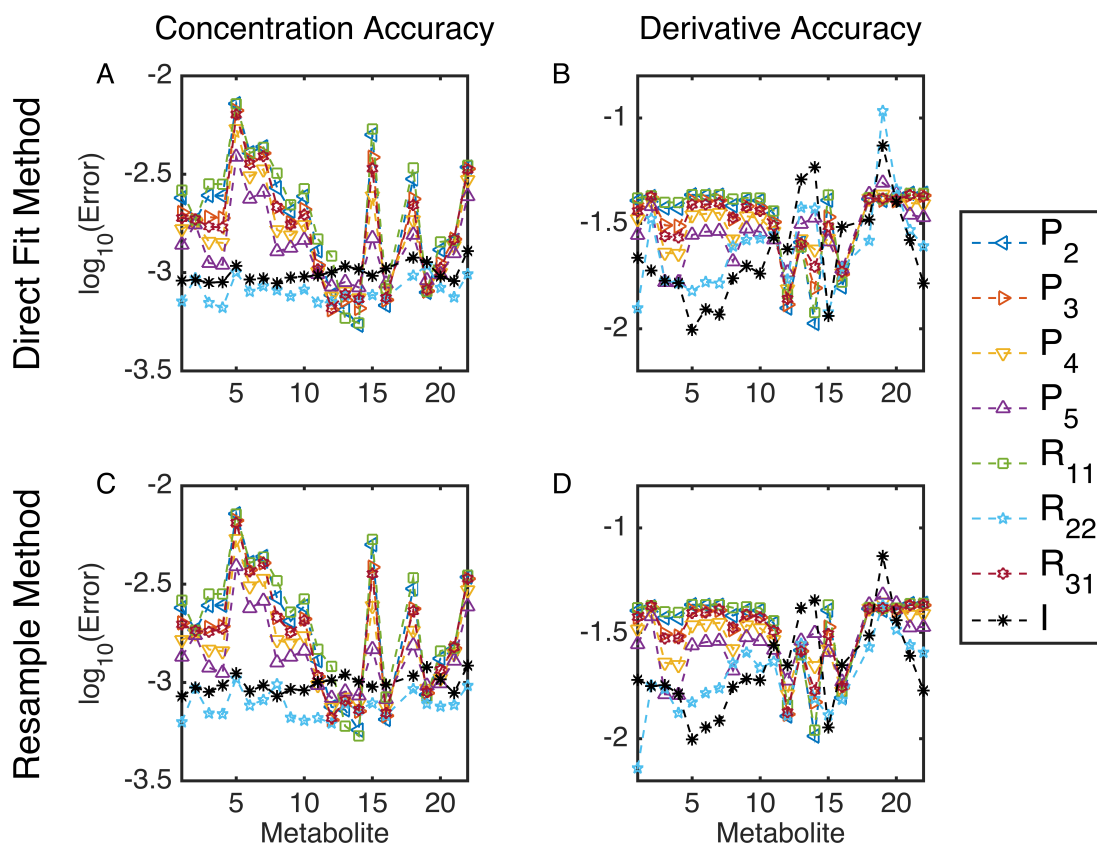 Concentration Accuracy
Derivative Accuracy
Direct Fit Method
A
-2
-2.5
-3
-3.5
log10(Error)
5
10
15
20
B
-1
-1.5
-2
5
10
15
20
Resample Method
C
-2
-2.5
-3
-3.5
log10(Error)
5
10
15
20
Metabolite
D
-1
-1.5
-2
log10(Error)
5
10
15
20
Metabolite
P2
P3
P4
P5
R11
R22
R31
I